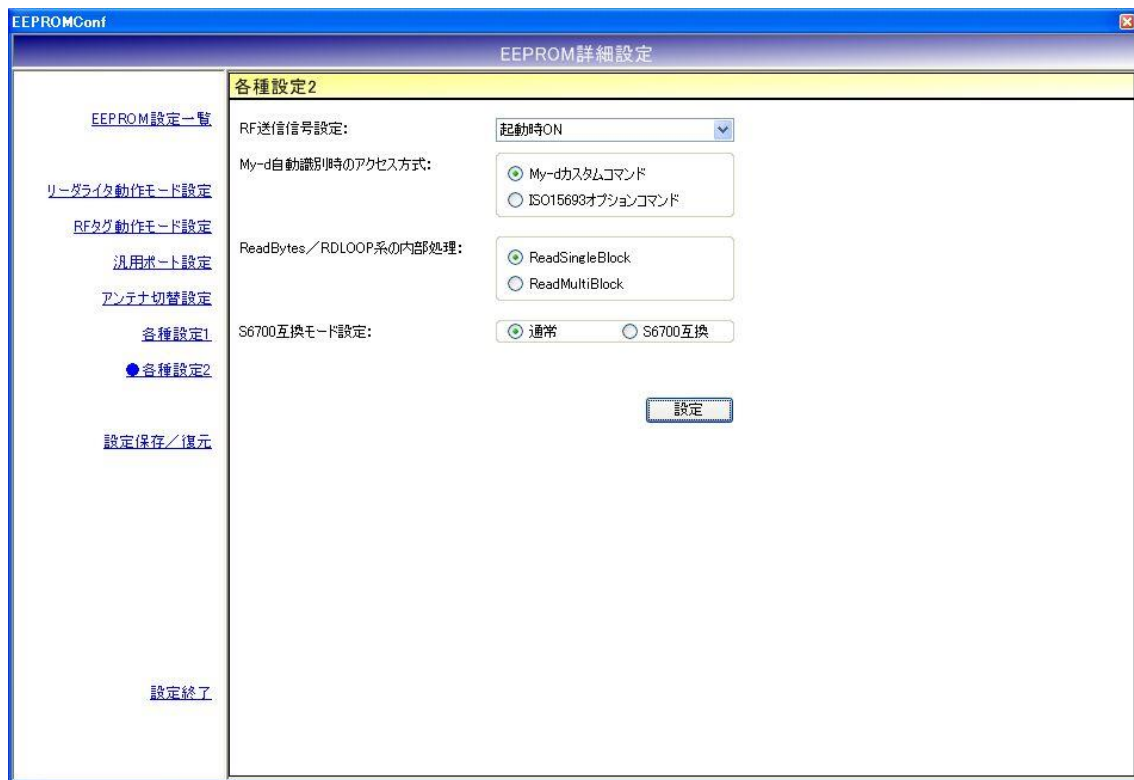 EEPROMConf
EEPROM詳細設定
EEPROM設定一覧
リーダライタ動作モード設定
RFタグ動作モード設定
汎用ポート設定
アンテナ切替設定
各種設定1
●各種設定2
設定保存／復元
設定終了
各種設定2
RF送信信号設定:
起動時ON
My-d自動識別時のアクセス方式:
My-dカスタムコマンド
ISO15693オプションコマンド
ReadBytes／RDLOOP系の内部処理:
ReadSingleBlock
ReadMultiBlock
S6700互換モード設定:
通常 S6700互換
設定